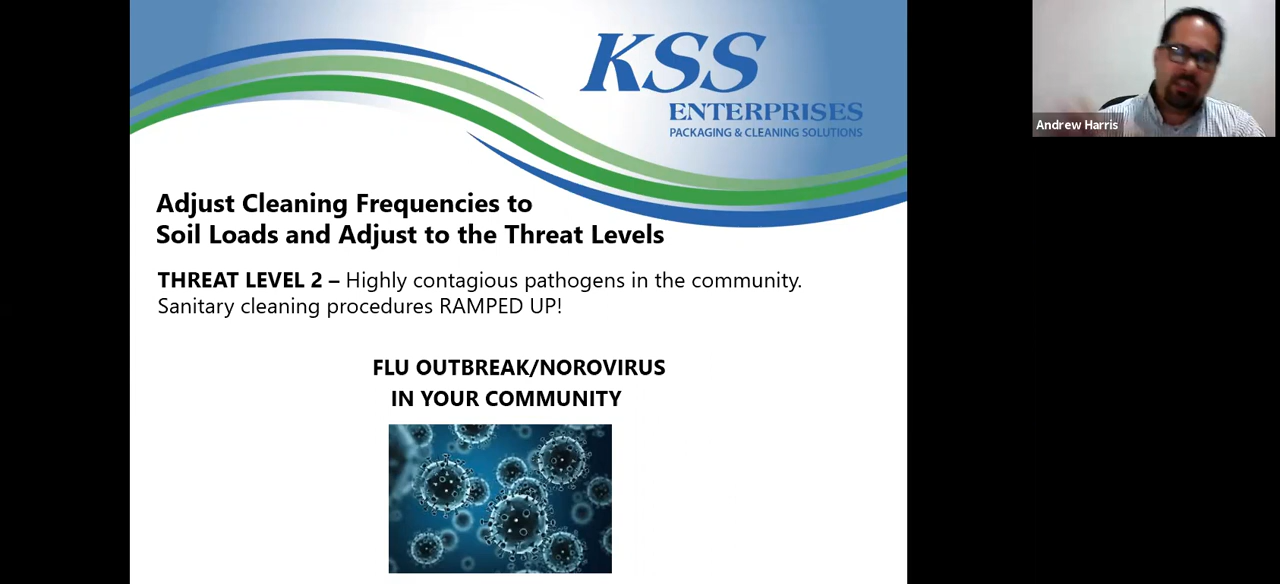 KSS
ENTERPRISES
PACKAGING & CLEANING SOLUTIONS
Andrew Harris
Adjust Cleaning Frequencies to
Soil Loads and Adjust to the Threat Levels
THREAT LEVEL 2 – Highly contagious pathogens in the community.
Sanitary cleaning procedures RAMPED UP!
FLU OUTBREAK/NOROVIRUS
IN YOUR COMMUNITY